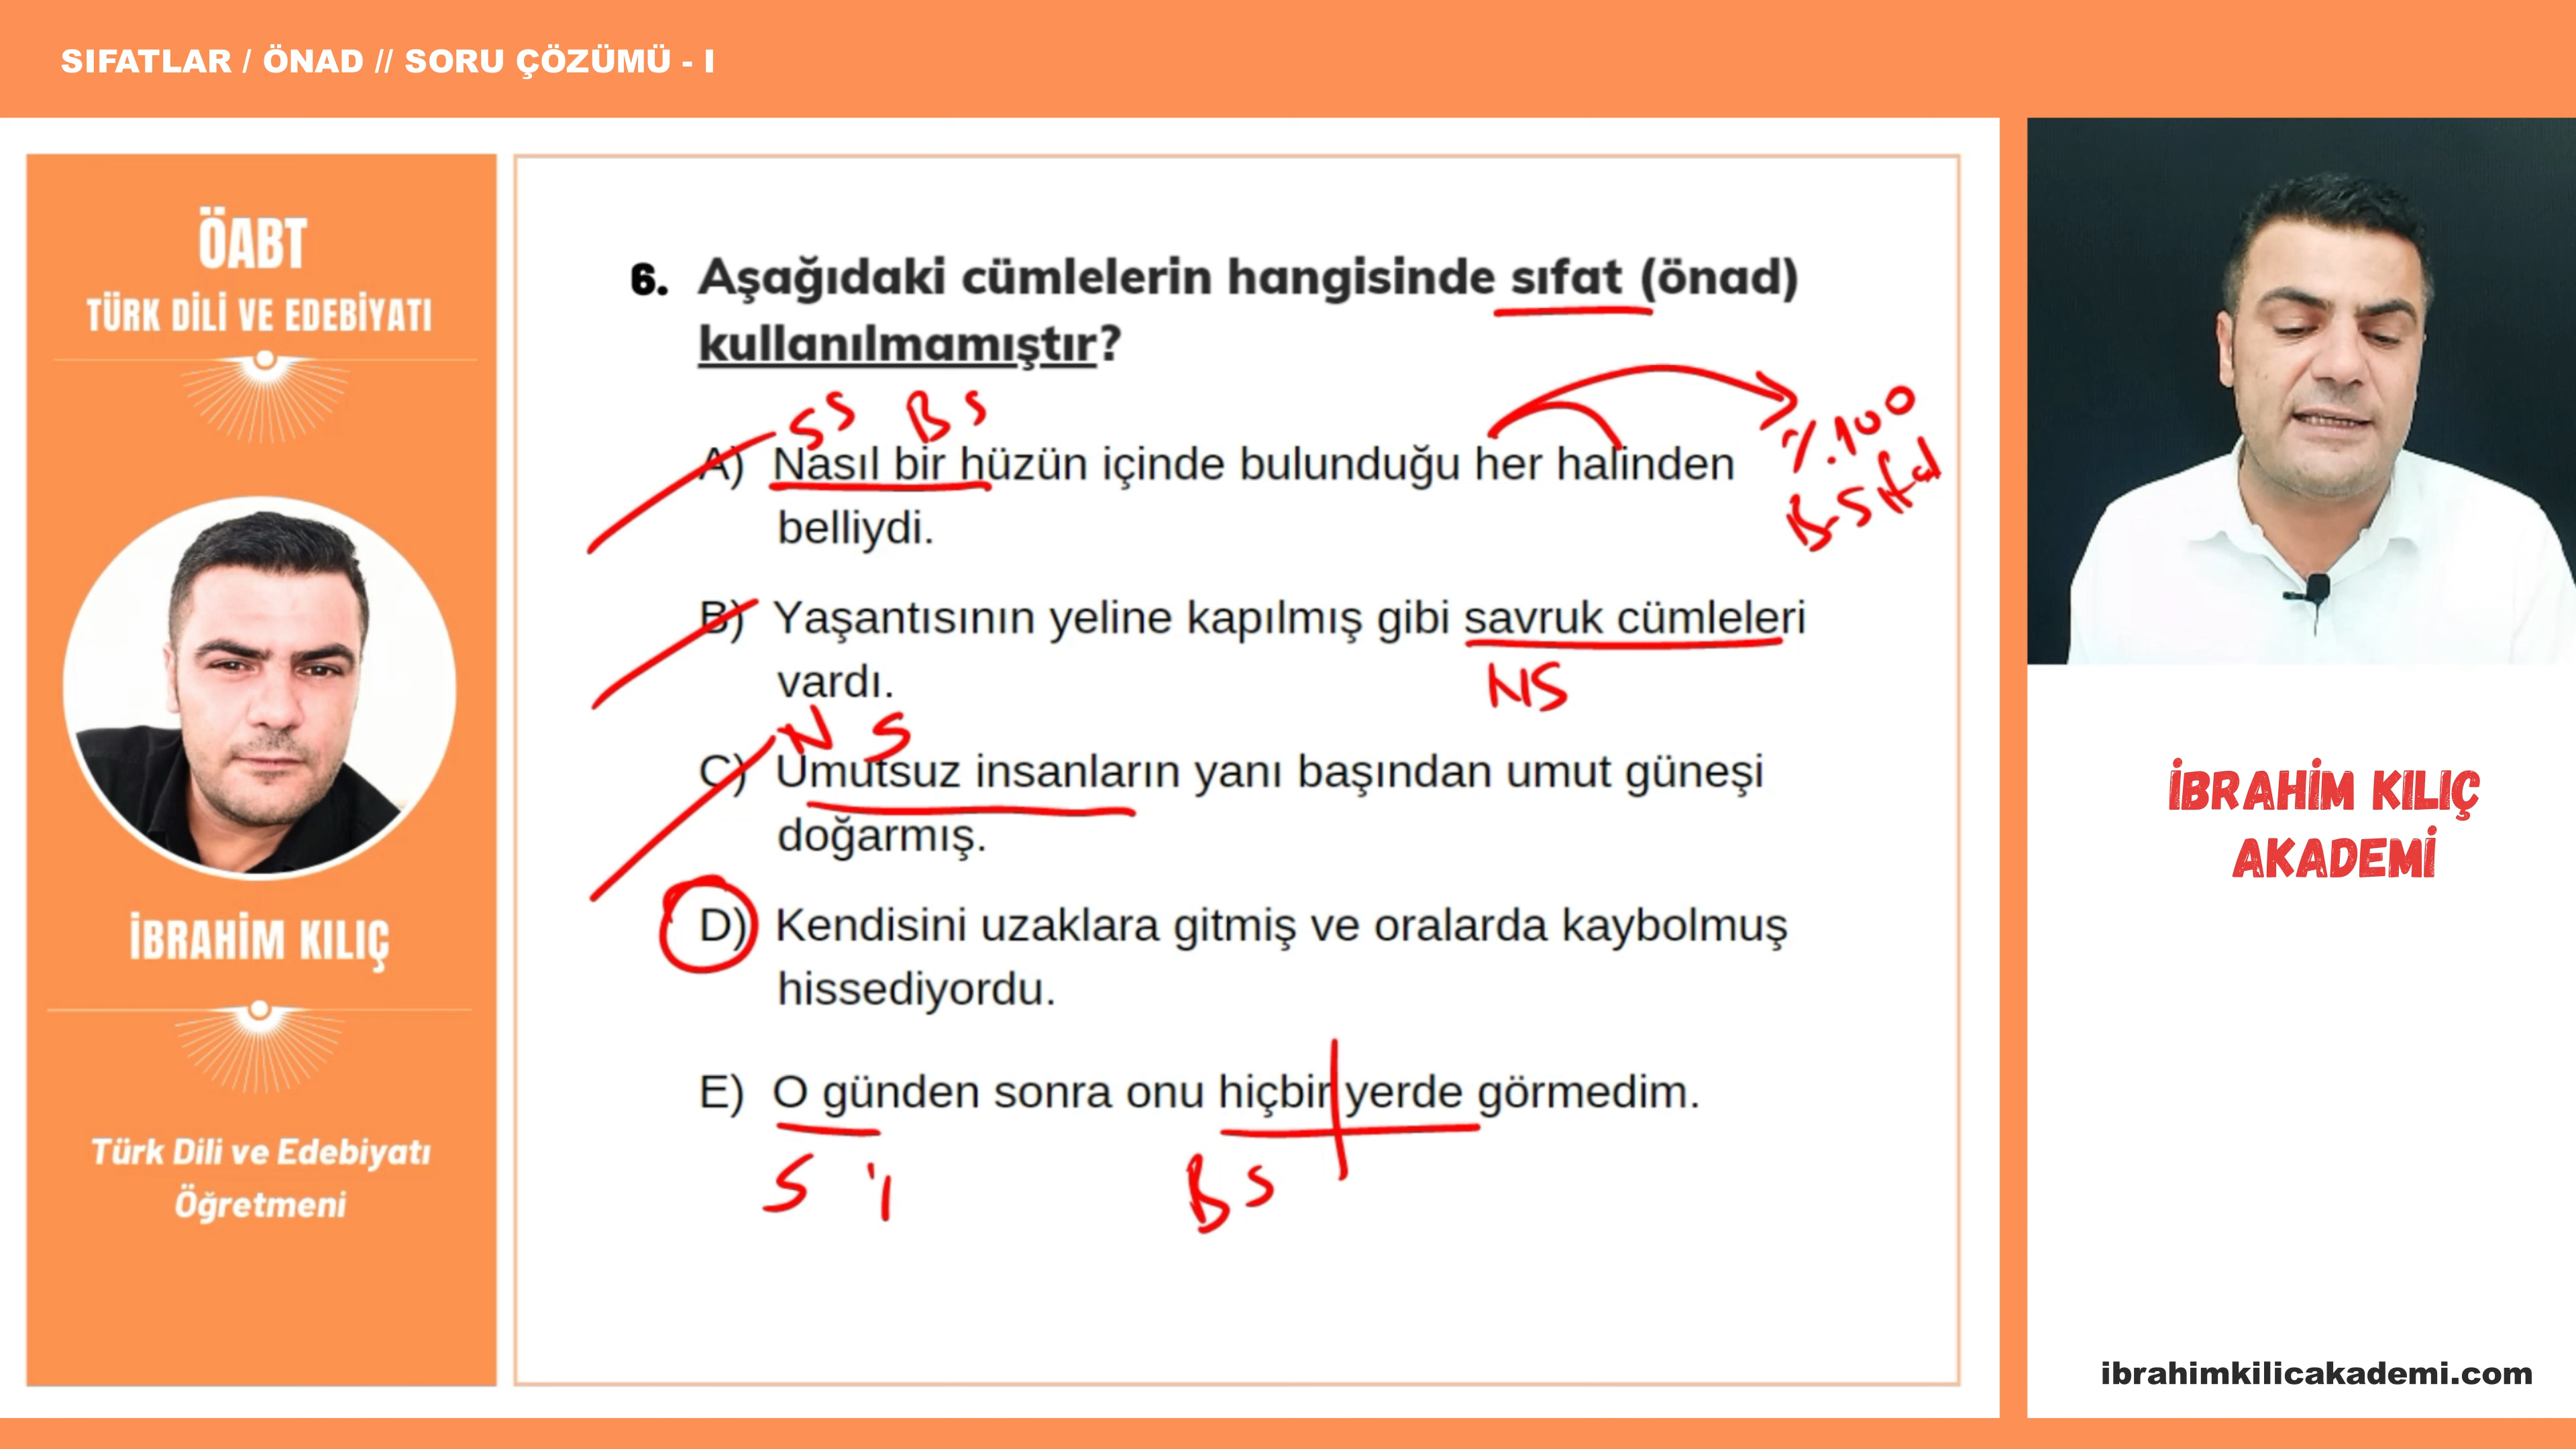 SIFATLAR / ÖNAD // SORU ÇÖZÜMÜ - I
ÖABT
TÜRK DİLİ VE EDEBİYATI
İBRAHİM KILIÇ
Türk Dili ve Edebiyatı
Öğretmeni
6. Aşağıdaki cümlelerin hangisinde sıfat (önad)
kullanılmamıştır?
SS BS
A) Nasıl bir hüzün içinde bulunduğu her halinden
belliydi.
%100
B-Sıfat
B) Yaşantısının yeline kapılmış gibi savruk cümleleri
vardı.
NS
N S
C) Umutsuz insanların yanı başından umut güneşi
doğarmış.
D) Kendisini uzaklara gitmiş ve oralarda kaybolmuş
hissediyordu.
E) O günden sonra onu hiçbir yerde görmedim.
S İ
BS
İBRAHİM KILIÇ
AKADEMİ
ibrahimkilicakademi.com